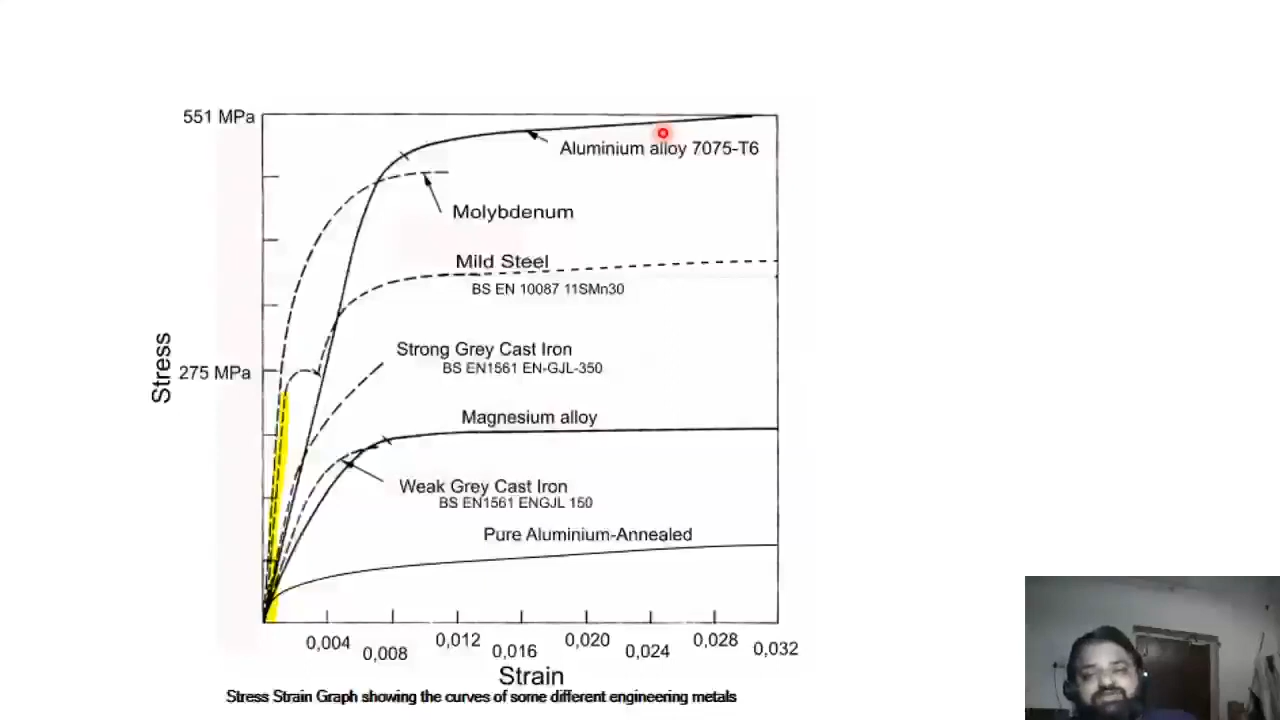 551 MPa
Aluminium alloy 7075-T6
Molybdenum
Mild Steel
BS EN 10087 11SMn30
Strong Grey Cast Iron
BS EN1561 EN-GJL-350
Stress
275 MPa
Magnesium alloy
Weak Grey Cast Iron
BS EN1561 ENGJL 150
Pure Aluminium-Annealed
0,004 0,008 0,012 0,016 0,020 0,024 0,028 0,032
Strain
Stress Strain Graph showing the curves of some different engineering metals